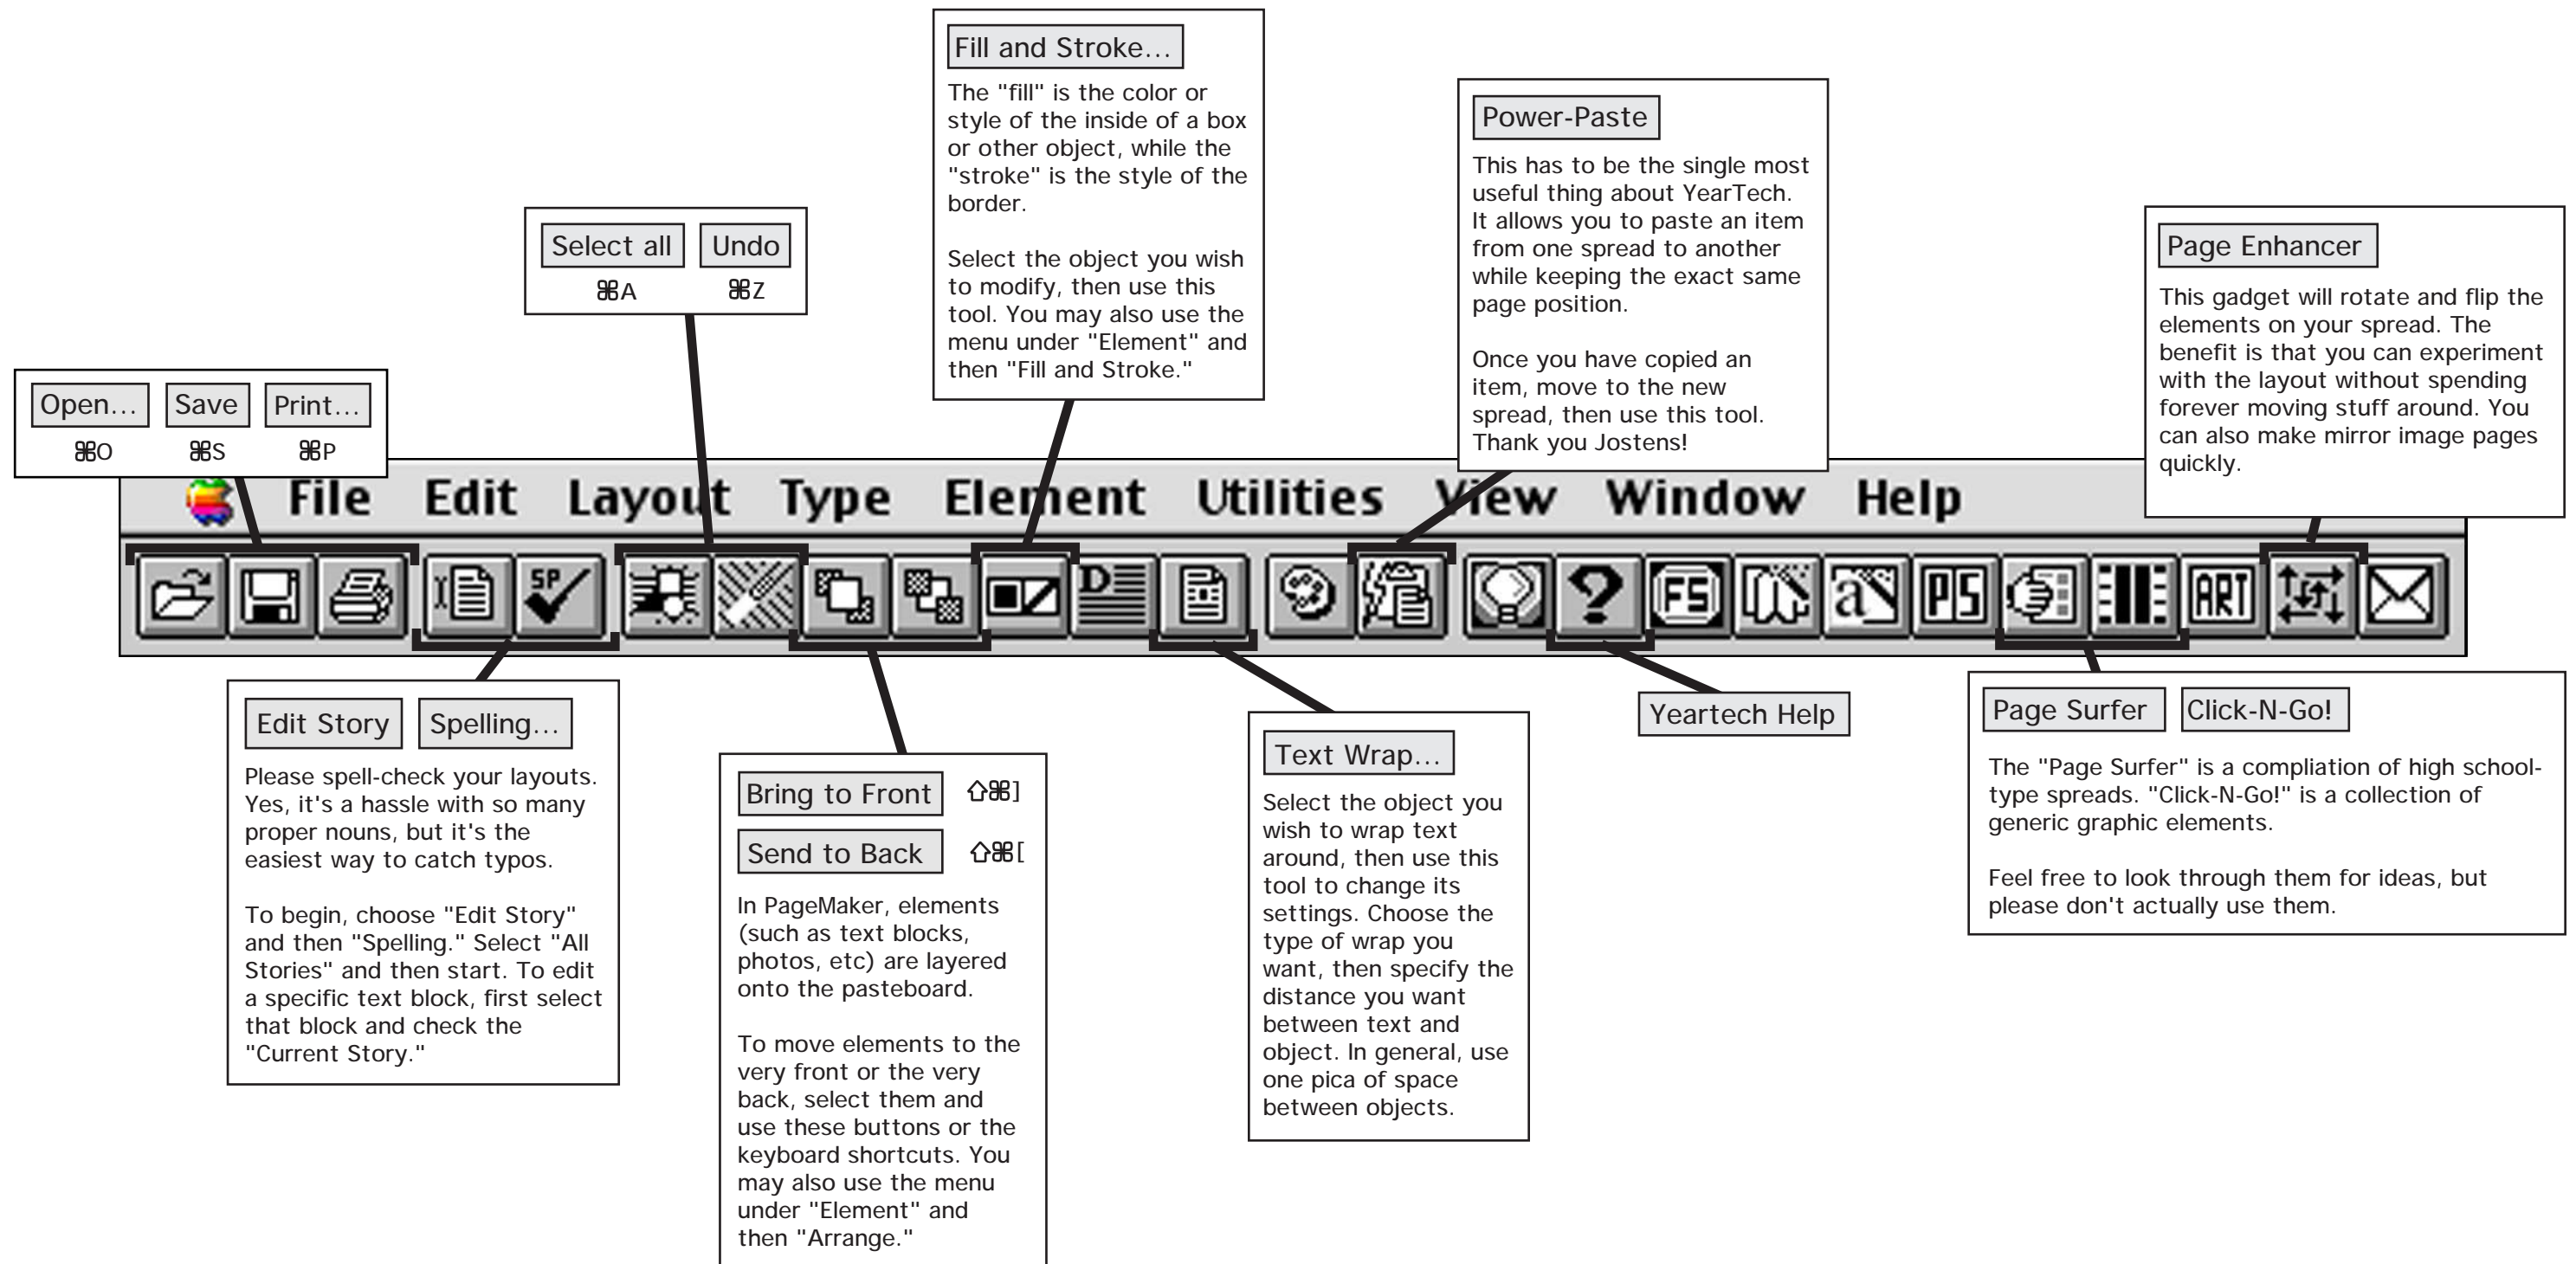 Fill and Stroke...
The "fill" is the color or
style of the inside of a box
or other object, while the
"stroke" is the style of the
border.
Select the object you wish
to modify, then use this
tool. You may also use the
menu under "Element" and
then "Fill and Stroke."
Power-Paste
This has to be the single most
useful thing about YearTech.
It allows you to paste an item
from one spread to another
while keeping the exact same
page position.
Once you have copied an
item, move to the new
spread, then use this tool.
Thank you Jostens!
Select all Undo
⌘A ⌘Z
Page Enhancer
This gadget will rotate and flip the
elements on your spread. The
benefit is that you can experiment
with the layout without spending
forever moving stuff around. You
can also make mirror image pages
quickly.
Open... Save Print...
⌘O ⌘S ⌘P
File Edit Layout Type Element Utilities View Window Help
SP D FS a PS ART
Edit Story Spelling...
Please spell-check your layouts.
Yes, it's a hassle with so many
proper nouns, but it's the
easiest way to catch typos.
To begin, choose "Edit Story"
and then "Spelling." Select "All
Stories" and then start. To edit
a specific text block, first select
that block and check the
"Current Story."
Bring to Front ⇧⌘]
Send to Back ⇧⌘[
In PageMaker, elements
(such as text blocks,
photos, etc) are layered
onto the pasteboard.
To move elements to the
very front or the very
back, select them and
use these buttons or the
keyboard shortcuts. You
may also use the menu
under "Element" and
then "Arrange."
Text Wrap...
Select the object you
wish to wrap text
around, then use this
tool to change its
settings. Choose the
type of wrap you
want, then specify the
distance you want
between text and
object. In general, use
one pica of space
between objects.
Yeartech Help
Page Surfer Click-N-Go!
The "Page Surfer" is a compliation of high school-
type spreads. "Click-N-Go!" is a collection of
generic graphic elements.
Feel free to look through them for ideas, but
please don't actually use them.